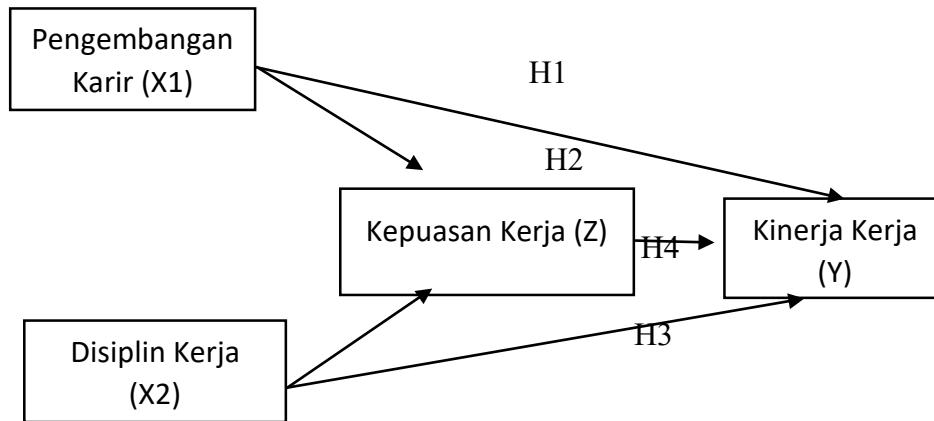 Pengembangan
Karir (X1)
H1
H2
Kepuasan Kerja (Z)
H4
Kinerja Kerja
(Y)
H3
Disiplin Kerja
(X2)